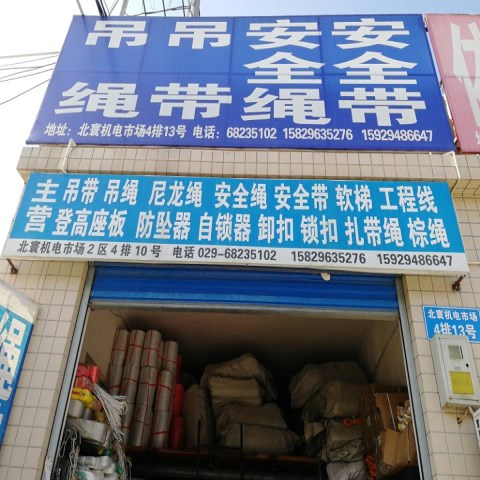 吊吊安安
全全
绳带绳带
地址：北寰机电市场4排13号 电话：68235102 15829635276 15929486647
主 吊带 吊绳 尼龙绳 安全绳 安全带 软梯 工程线
营 登高座板 防坠器 自锁器 卸扣 锁扣 扎带绳 棕绳
北寰机电市场2区4排10号 电话029-68235102 15829635276 15929486647
北寰机电市场
4排13号
绳